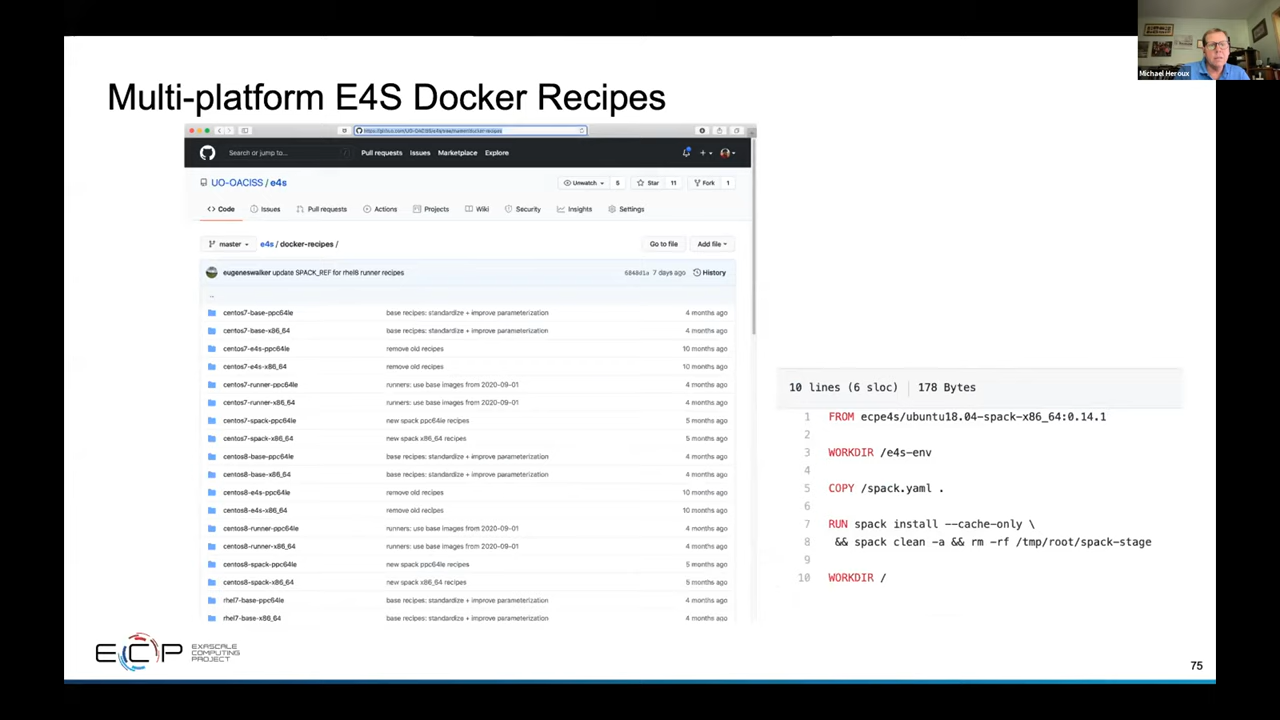 Michael Heroux
Multi-platform E4S Docker Recipes
Search or jump to... Pull requests Issues Marketplace Explore
UO-OACISS / e4s Unwatch 5 Star 11 Fork 1
Code Issues Pull requests Actions Projects Wiki Security Insights Settings
master e4s / docker-recipes / Go to file Add file
eugeneswalker update SPACK_REF for rhel8 runner recipes 7 days ago History
..
centos7-base-ppc64le base recipes: standardize + improve parameterization 4 months ago
centos7-base-x86_64 base recipes: standardize + improve parameterization 4 months ago
centos7-e4s-ppc64le remove old recipes 10 months ago
centos7-e4s-x86_64 remove old recipes 10 months ago
centos7-runner-ppc64le runners: use base images from 2020-09-01 4 months ago
centos7-runner-x86_64 runners: use base images from 2020-09-01 4 months ago
centos7-spack-ppc64le new spack ppc64le recipes 5 months ago
centos7-spack-x86_64 new spack x86_64 recipes 5 months ago
centos8-base-ppc64le base recipes: standardize + improve parameterization 4 months ago
centos8-base-x86_64 base recipes: standardize + improve parameterization 4 months ago
centos8-e4s-ppc64le remove old recipes 10 months ago
centos8-e4s-x86_64 remove old recipes 10 months ago
centos8-runner-ppc64le runners: use base images from 2020-09-01 4 months ago
centos8-runner-x86_64 runners: use base images from 2020-09-01 4 months ago
centos8-spack-ppc64le new spack ppc64le recipes 5 months ago
centos8-spack-x86_64 new spack x86_64 recipes 5 months ago
rhel7-base-ppc64le base recipes: standardize + improve parameterization 4 months ago
rhel7-base-x86_64 base recipes: standardize + improve parameterization 4 months ago
10 lines (6 sloc) 178 Bytes
1 FROM ecpe4s/ubuntu18.04-spack-x86_64:0.14.1
2
3 WORKDIR /e4s-env
4
5 COPY /spack.yaml .
6
7 RUN spack install --cache-only \
8 && spack clean -a && rm -rf /tmp/root/spack-stage
9
10 WORKDIR /
ECP EXASCALE
COMPUTING
PROJECT
75